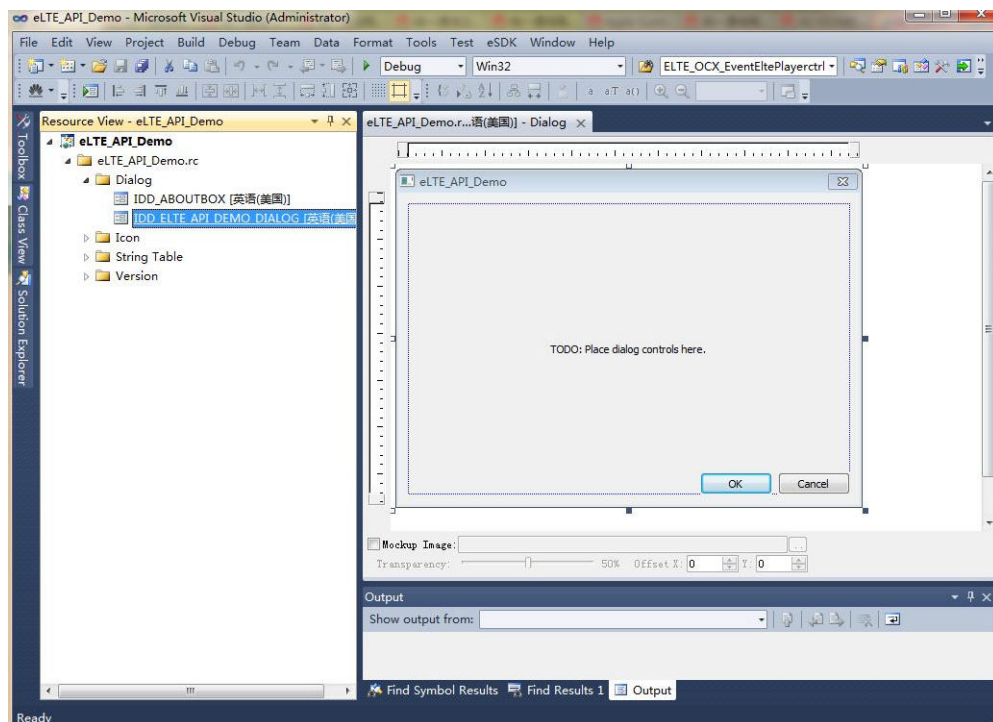 eLTE_API_Demo - Microsoft Visual Studio (Administrator)
File Edit View Project Build Debug Team Data Format Tools Test eSDK Window Help
Debug Win32 ELTE_OCX_EventEltePlayerctrl
a aT a()
Toolbox
Class View
Solution Explorer
Resource View - eLTE_API_Demo
eLTE_API_Demo
eLTE_API_Demo.rc
Dialog
IDD_ABOUTBOX [英语(美国)]
IDD_ELTE_API_DEMO_DIALOG [英语(美国
Icon
String Table
Version
eLTE_API_Demo.r...语(美国)] - Dialog
eLTE_API_Demo
TODO: Place dialog controls here.
OK Cancel
Mockup Image: ...
Transparency: 50% Offset X: 0 Y: 0
Output
Show output from:
Find Symbol Results Find Results 1 Output
Ready